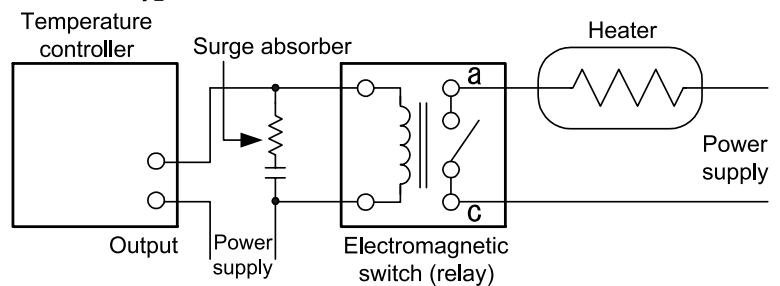 Temperature
controller
Surge absorber
Heater
a
Power
supply
c
Output
Power
supply
Electromagnetic
switch (relay)